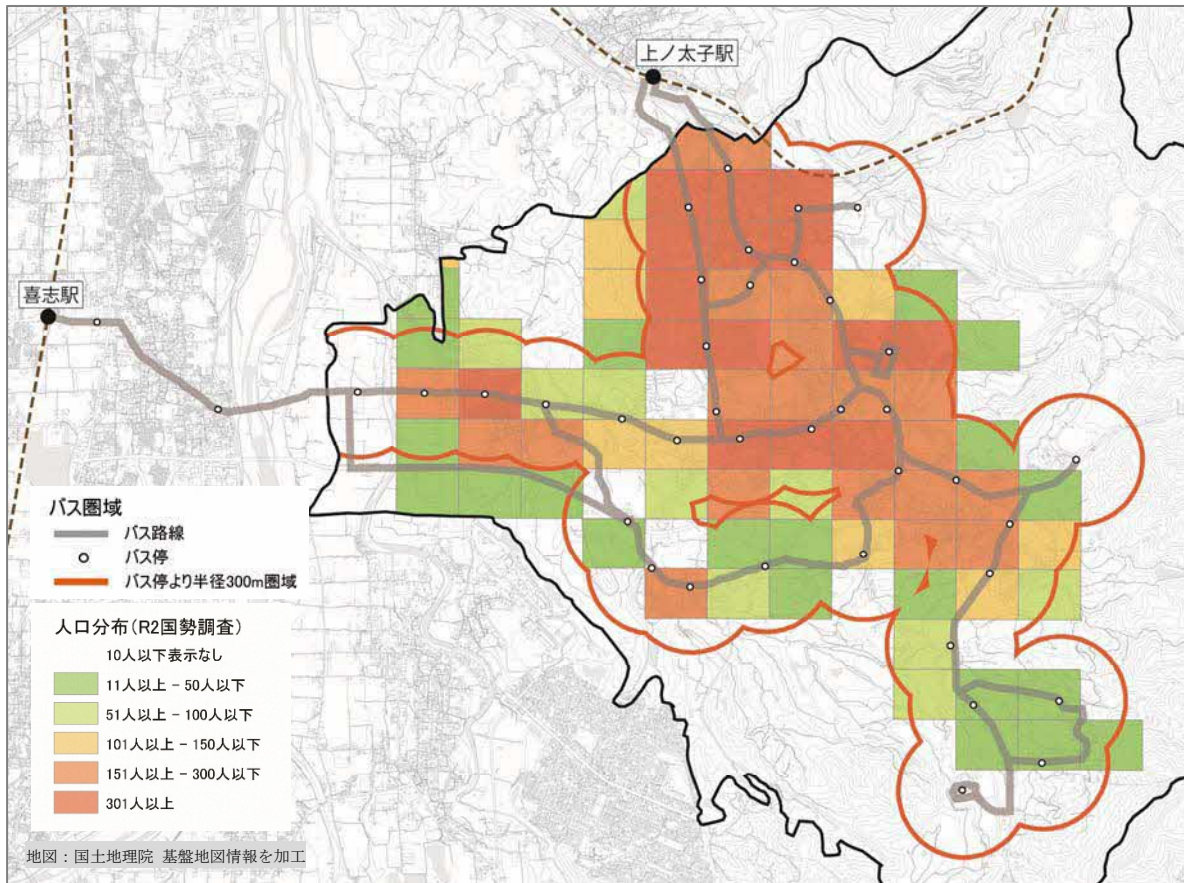 上ノ太子駅
喜志駅
バス圏域
バス路線
バス停
バス停より半径300m圏域
人口分布(R2国勢調査)
10人以下表示なし
11人以上 - 50人以下
51人以上 - 100人以下
101人以上 - 150人以下
151人以上 - 300人以下
301人以上
地図：国土地理院 基盤地図情報を加工